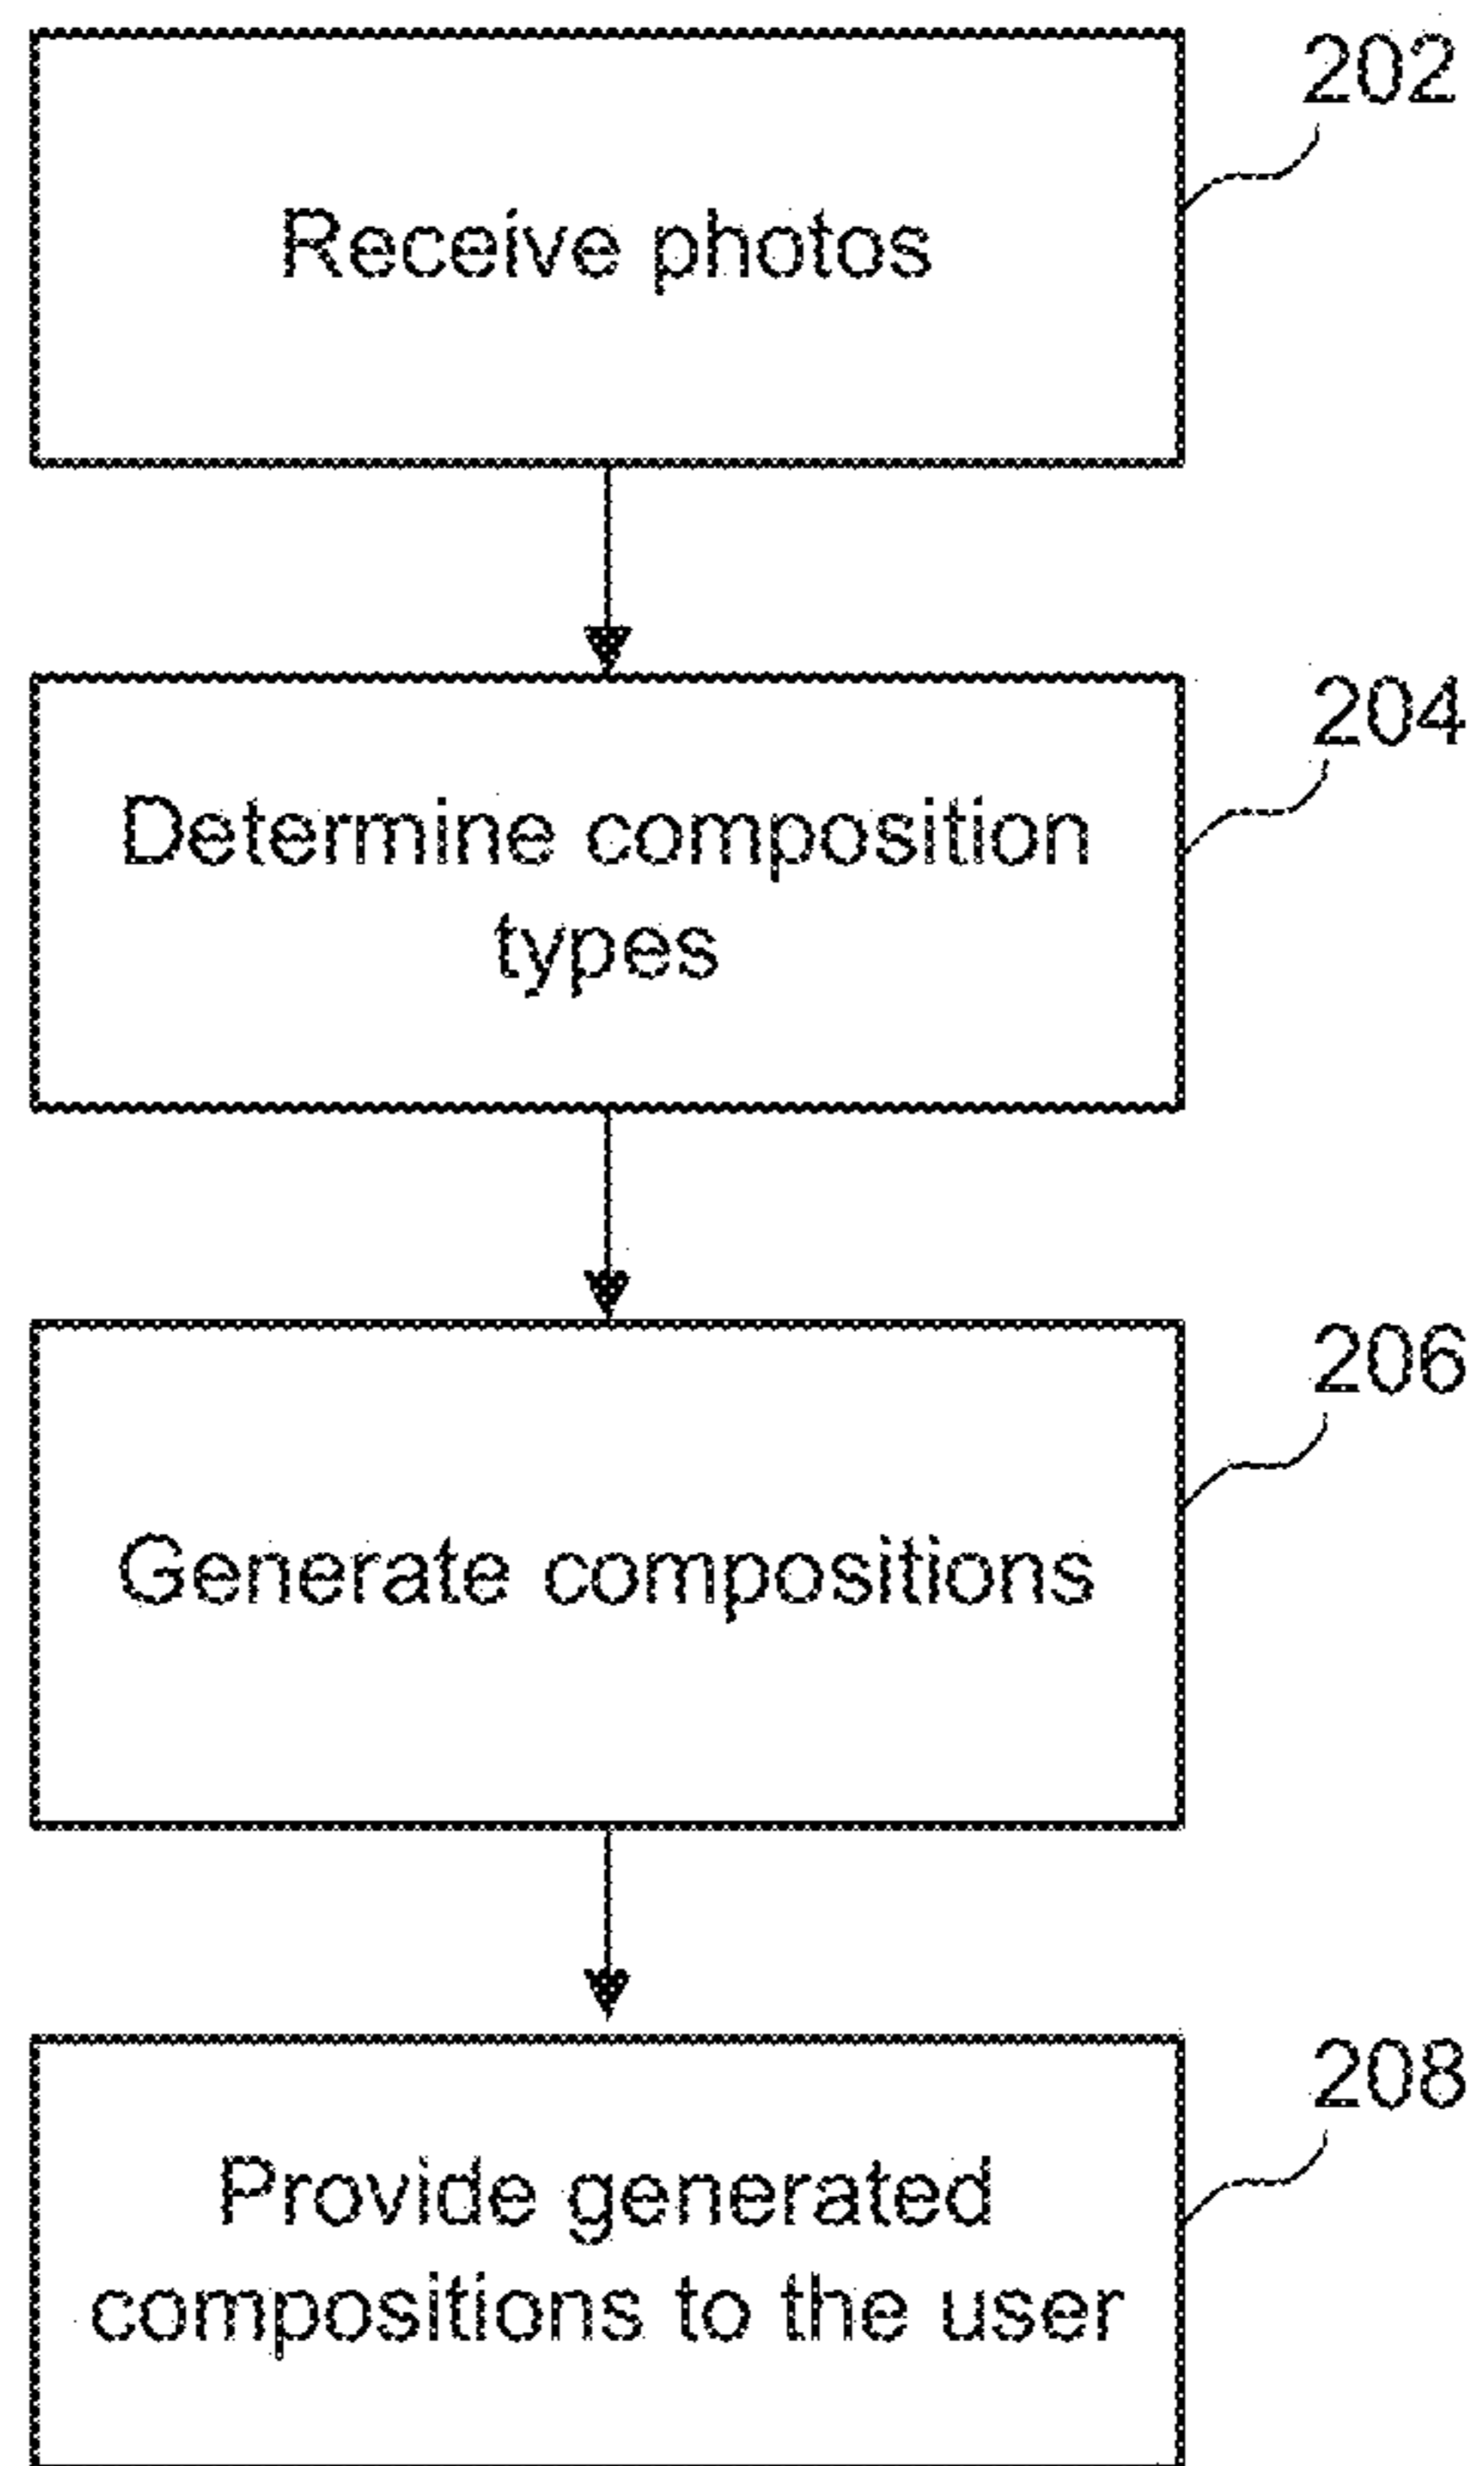 202
Receive photos
204
Determine composition
types
206
Generate compositions
208
Provide generated
compositions to the user